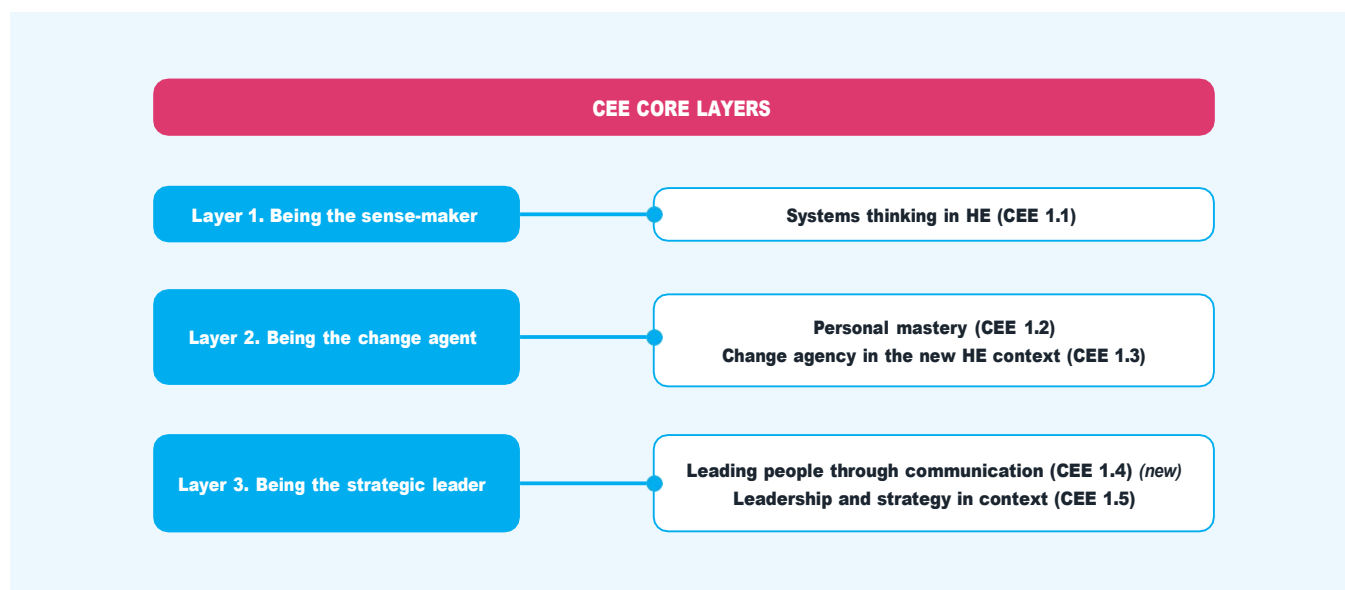 CEE CORE LAYERS
Layer 1. Being the sense-maker
Systems thinking in HE (CEE 1.1)
Layer 2. Being the change agent
Personal mastery (CEE 1.2)
Change agency in the new HE context (CEE 1.3)
Layer 3. Being the strategic leader
Leading people through communication (CEE 1.4) (new)
Leadership and strategy in context (CEE 1.5)